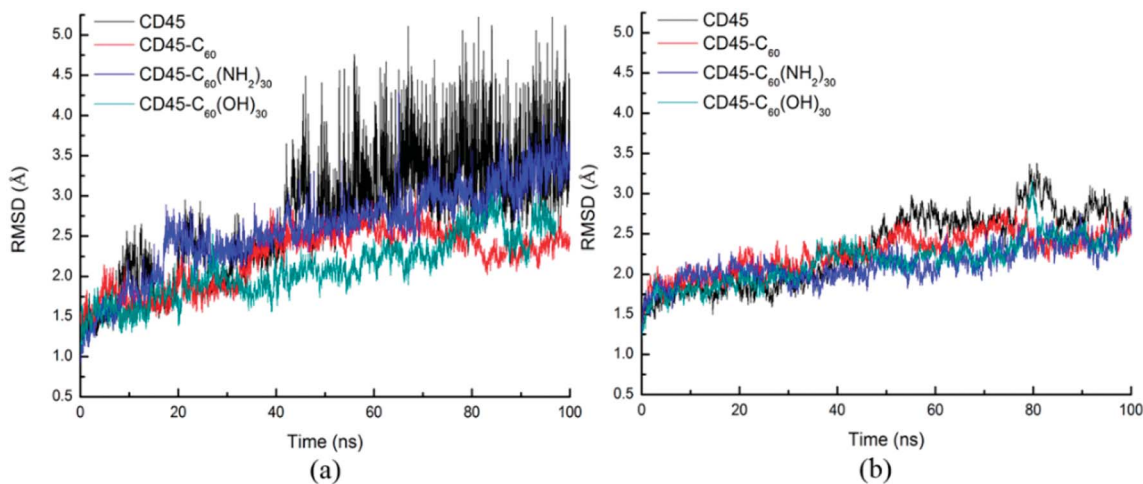 CD45
CD45-C60
CD45-C60(NH2)30
CD45-C60(OH)30
5.0
4.5
4.0
3.5
3.0
2.5
2.0
1.5
1.0
0.5
RMSD (Å)
0 20 40 60 80 100
Time (ns)
(a)
CD45
CD45-C60
CD45-C60(NH2)30
CD45-C60(OH)30
5.0
4.5
4.0
3.5
3.0
2.5
2.0
1.5
1.0
0.5
RMSD (Å)
0 20 40 60 80 100
Time (ns)
(b)